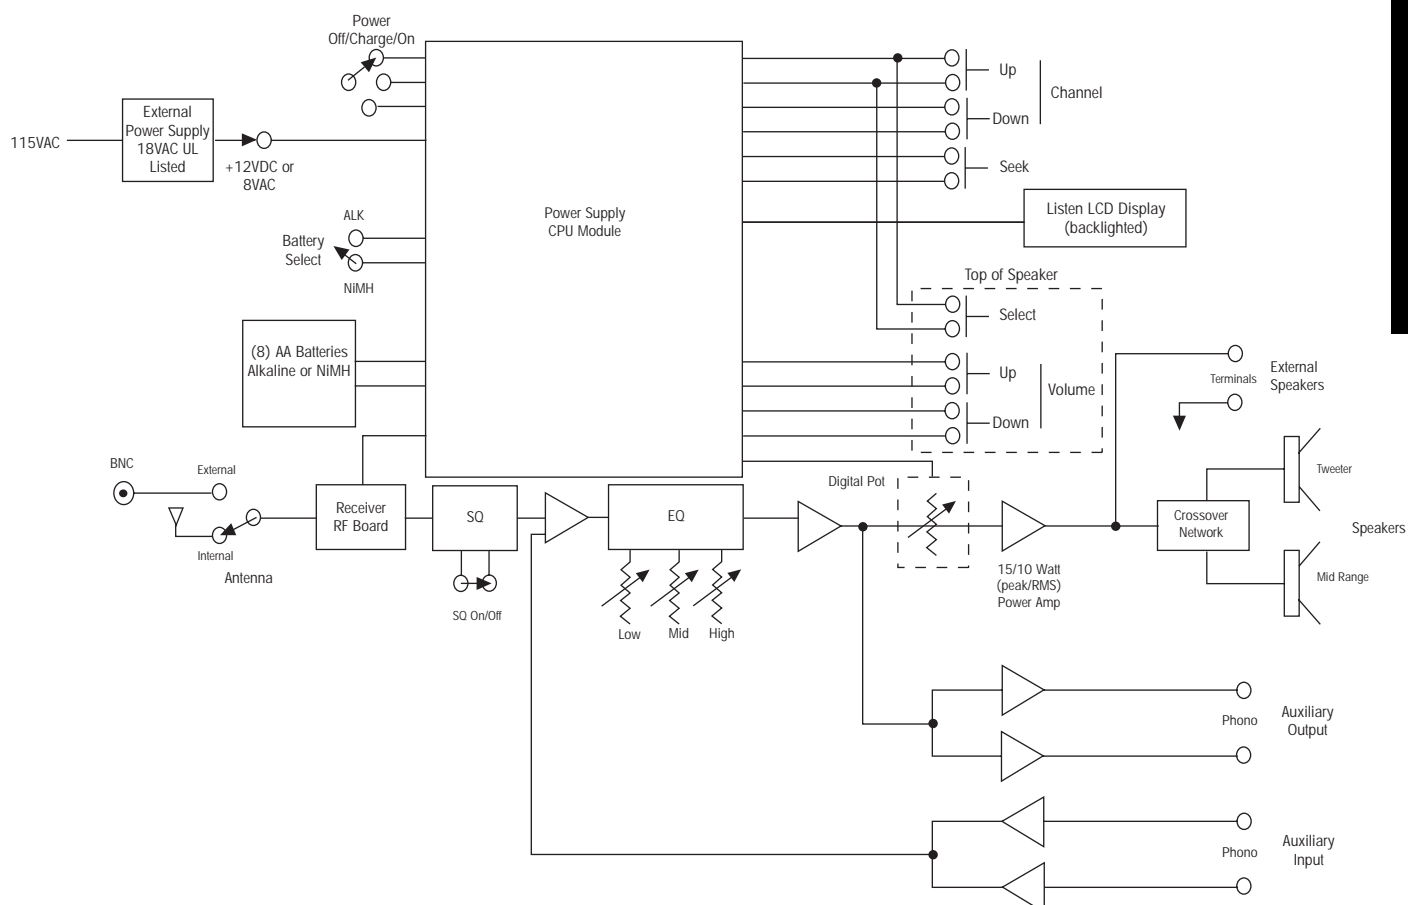 Power
Off/Charge/On
115VAC
External
Power Supply
18VAC UL
Listed
+12VDC or
8VAC
ALK
Battery
Select
NiMH
(8) AA Batteries
Alkaline or NiMH
Power Supply
CPU Module
Up
Down
Channel
Seek
Listen LCD Display
(backlighted)
Top of Speaker
Select
Up
Down
Volume
Terminals
External
Speakers
BNC
External
Internal
Antenna
Receiver
RF Board
SQ
SQ On/Off
EQ
Low
Mid
High
Digital Pot
15/10 Watt
(peak/RMS)
Power Amp
Crossover
Network
Tweeter
Speakers
Mid Range
Phono
Auxiliary
Output
Phono
Auxiliary
Input